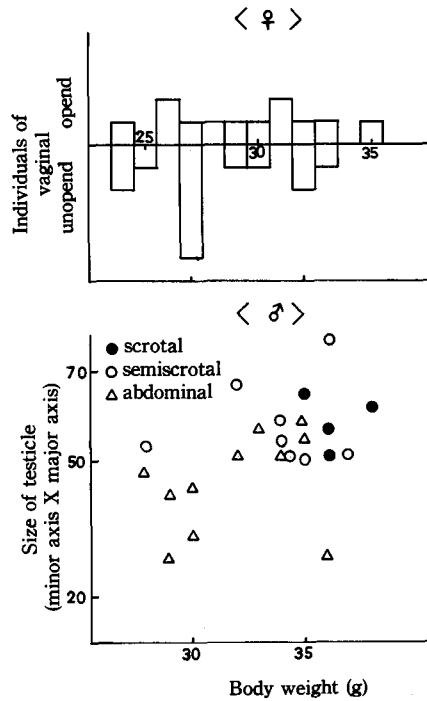 < ♀ >
Individuals of
vaginal
unopend opend
25
30
35
< ♂ >
● scrotal
○ semiscrotal
△ abdominal
Size of testicle
(minor axis X major axis)
70
50
20
30
35
Body weight (g)